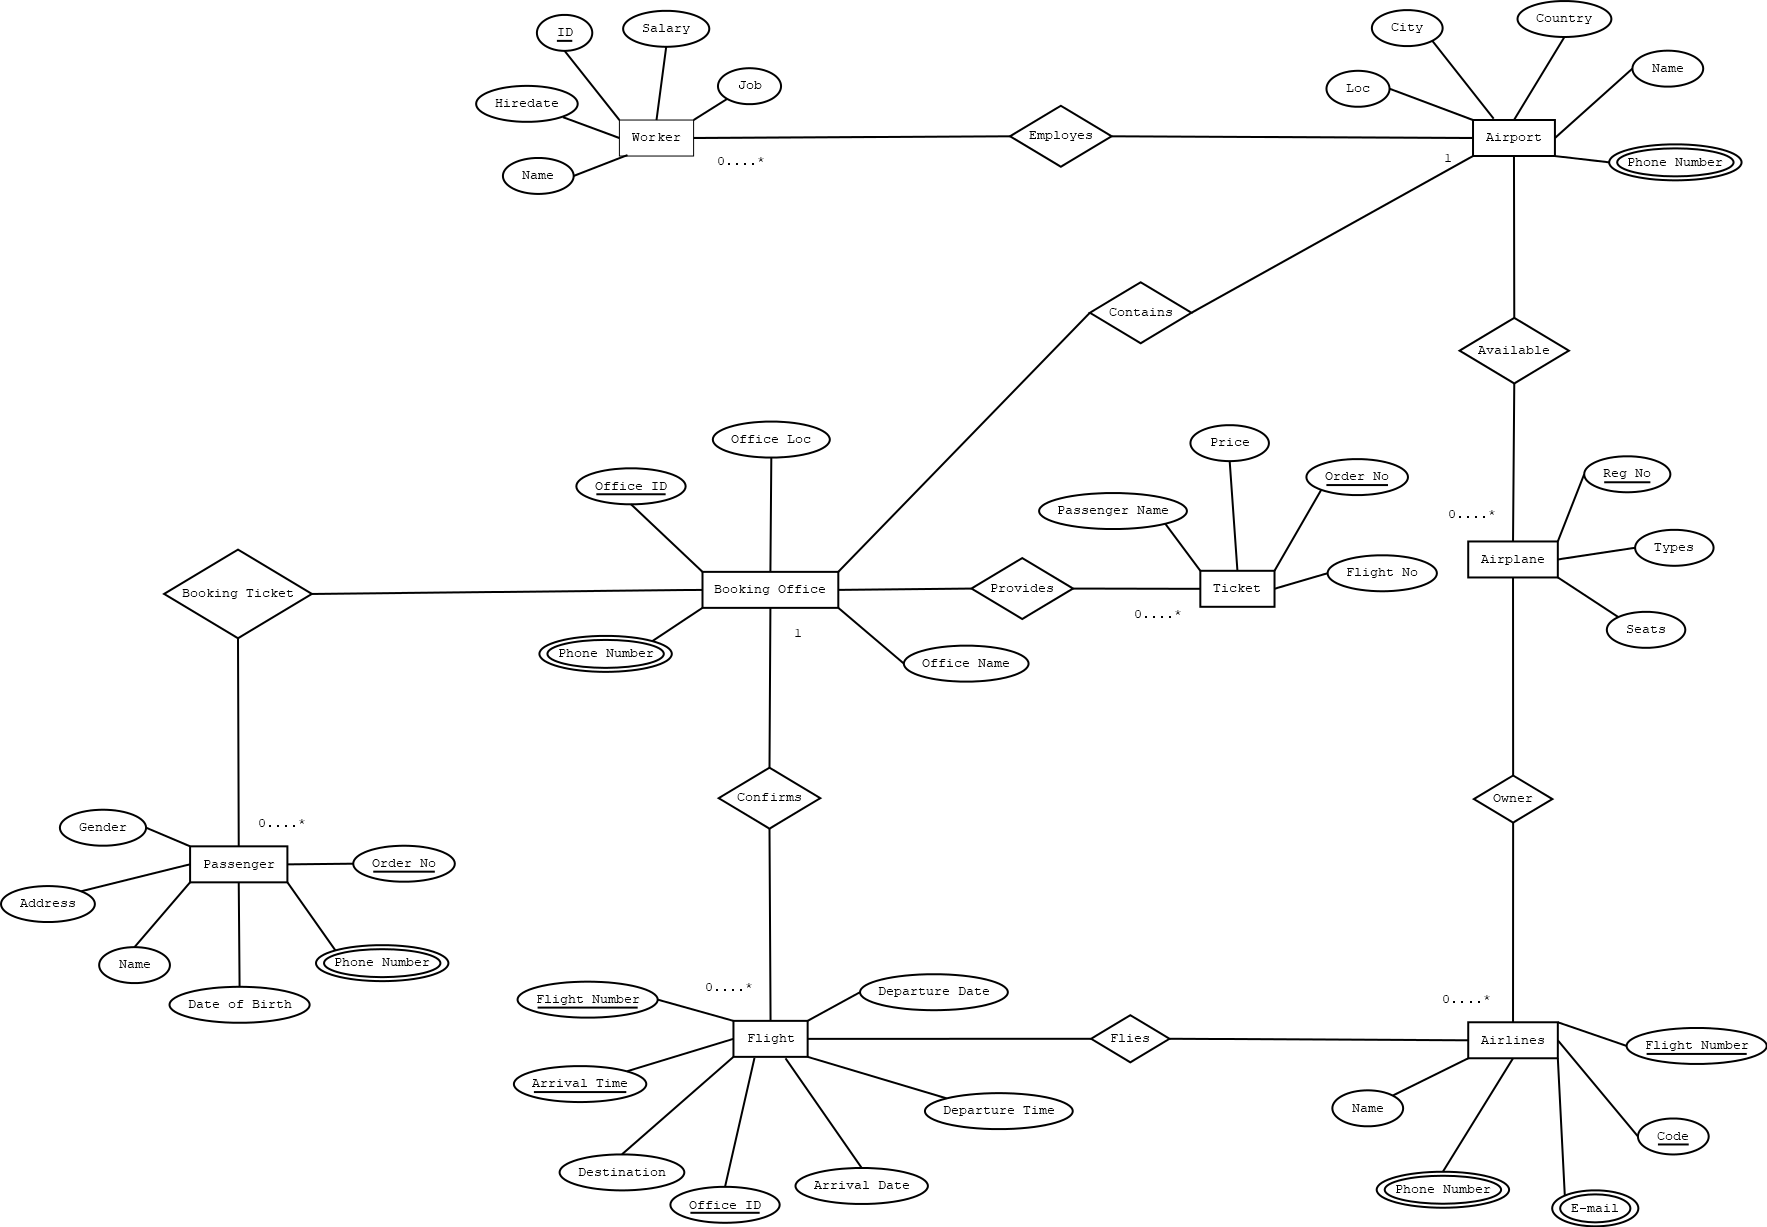 Country
City
Salary
ID
Name
Job
Loc
Hiredate
Employes
Worker
Airport
0....*
1
Phone Number
Name
Contains
Available
Office Loc
Price
Reg No
Order No
Office ID
Passenger Name
0....*
Types
Airplane
Flight No
Booking Ticket
Booking Office
Provides
Ticket
0....*
Seats
1
Phone Number
Office Name
Confirms
Owner
0....*
Gender
Passenger
Order No
Address
Name
Phone Number
Date of Birth
0....*
Departure Date
Flight Number
0....*
Flight
Flies
Airlines
Flight Number
Arrival Time
Departure Time
Name
Code
Destination
Arrival Date
Phone Number
Office ID
E-mail